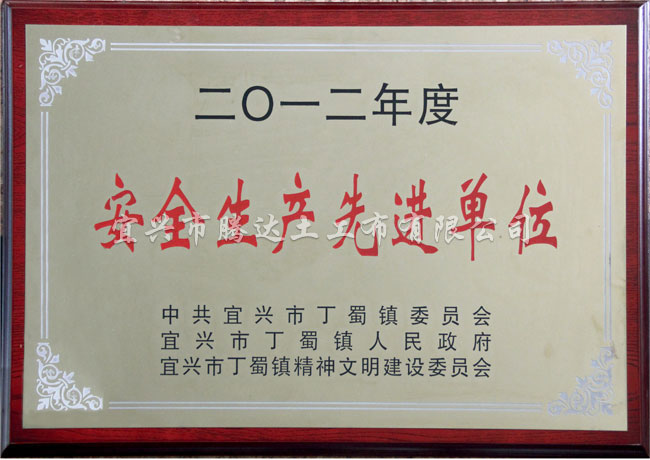 二〇一二年度
安全生产先进单位
宜兴市腾达土工布有限公司
中共宜兴市丁蜀镇委员会
宜兴市丁蜀镇人民政府
宜兴市丁蜀镇精神文明建设委员会